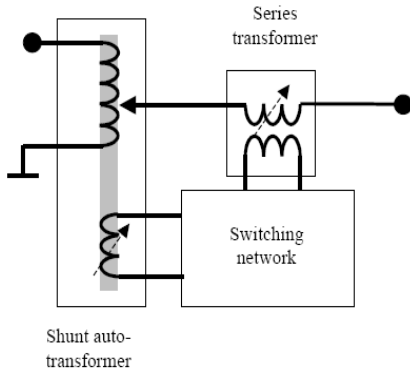 Series
transformer
Switching
network
Shunt auto-
transformer